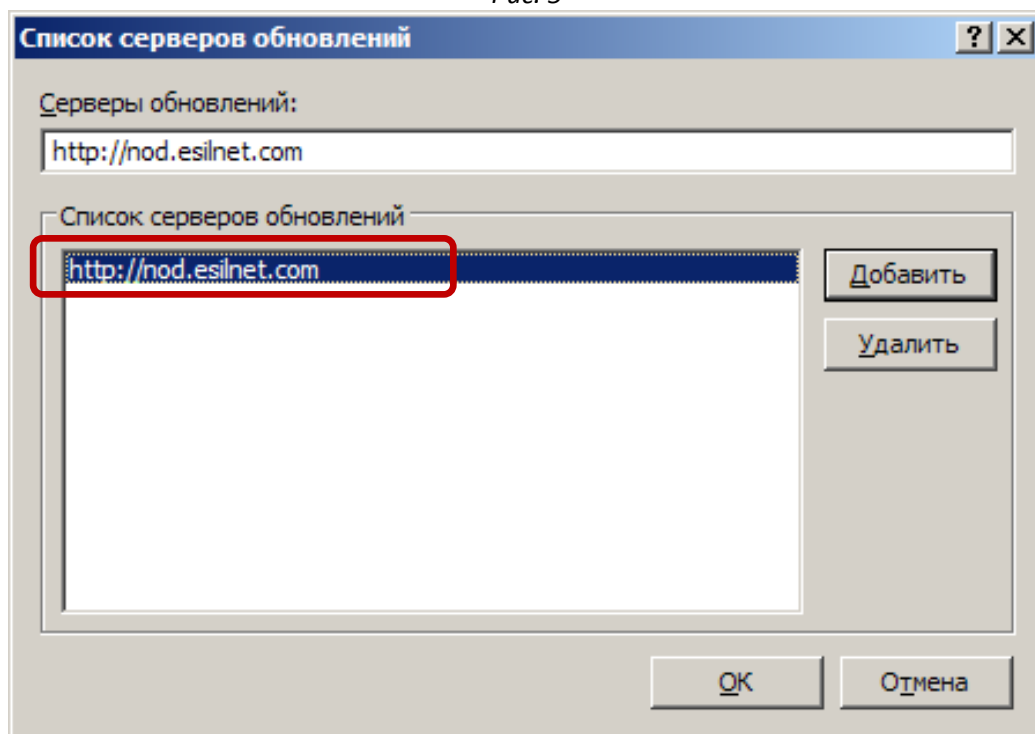 Список серверов обновлений
Серверы обновлений:
http://nod.esilnet.com
Список серверов обновлений
http://nod.esilnet.com
Добавить
Удалить
OK
Отмена